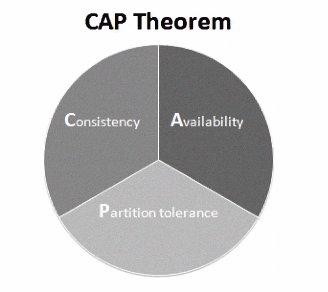 CAP Theorem
Consistency
Availability
Partition tolerance